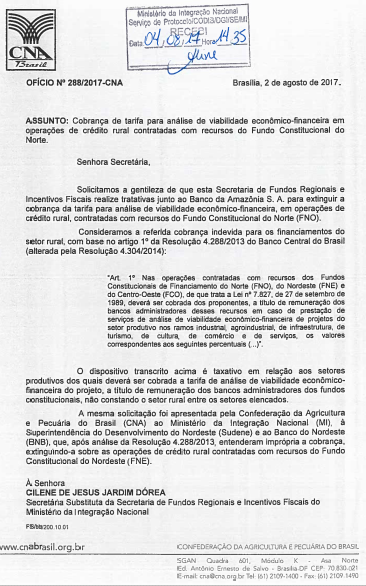 Ministério da Integração Nacional
Serviço de Protocolo/CODIS/DGI/SE/MI
RECEBI
Data: 04/08/17 Hora 14:35
CNA
Brasil
OFÍCIO Nº 288/2017-CNA
Brasília, 2 de agosto de 2017.
ASSUNTO: Cobrança de tarifa para análise de viabilidade econômico-financeira em
operações de crédito rural contratadas com recursos do Fundo Constitucional do
Norte.
Senhora Secretária,
Solicitamos a gentileza de que esta Secretaria de Fundos Regionais e
Incentivos Fiscais realize tratativas junto ao Banco da Amazônia S. A. para extinguir a
cobrança da tarifa para análise de viabilidade econômico-financeira, em operações de
crédito rural, contratadas com recursos do Fundo Constitucional do Norte (FNO).
Consideramos a referida cobrança indevida para os financiamentos do
setor rural, com base no artigo 1º da Resolução 4.288/2013 do Banco Central do Brasil
(alterada pela Resolução 4.304/2014):
"Art. 1º Nas operações contratadas com recursos dos Fundos
Constitucionais de Financiamento do Norte (FNO), do Nordeste (FNE) e
do Centro-Oeste (FCO), de que trata a Lei nº 7.827, de 27 de setembro de
1989, deverá ser cobrada dos proponentes, a título de remuneração dos
bancos administradores desses recursos em caso de prestação de
serviços de análise de viabilidade econômico-financeira de projetos do
setor produtivo nos ramos industrial, agroindustrial, de infraestrutura, de
turismo, de cultura, de comércio e de serviços, os valores
correspondentes aos seguintes percentuais (...)".
O dispositivo transcrito acima é taxativo em relação aos setores
produtivos dos quais deverá ser cobrada a tarifa de análise de viabilidade econômico-
financeira do projeto, a título de remuneração dos bancos administradores dos fundos
constitucionais, não constando o setor rural entre os setores elencados.
A mesma solicitação foi apresentada pela Confederação da Agricultura
e Pecuária do Brasil (CNA) ao Ministério da Integração Nacional (MI), à
Superintendência do Desenvolvimento do Nordeste (Sudene) e ao Banco do Nordeste
(BNB), que, após análise da Resolução 4.288/2013, entenderam imprópria a cobrança,
extinguindo-a sobre as operações de crédito rural contratadas com recursos do Fundo
Constitucional do Nordeste (FNE).
À Senhora
CILENE DE JESUS JARDIM DÓREA
Secretária Substituta da Secretaria de Fundos Regionais e Incentivos Fiscais do
Ministério da Integração Nacional
www.cnabrasil.org.br
CONFEDERAÇÃO DA AGRICULTURA E PECUÁRIA DO BRASIL
SGAN Quadra 601, Módulo K - Asa Norte
Ed. Antônio Ernesto de Salvo - Brasília-DF CEP: 70.830-021
E-mail: cna@cna.org.br Tel: (61) 2109-1400 - Fax: (61) 2109-1490